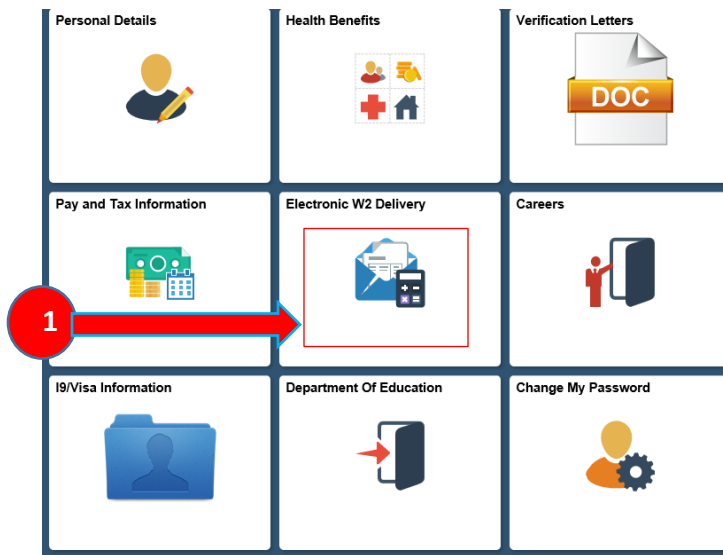 Personal Details
Health Benefits
Verification Letters
DOC
Pay and Tax Information
Electronic W2 Delivery
Careers
1
I9/Visa Information
Department Of Education
Change My Password